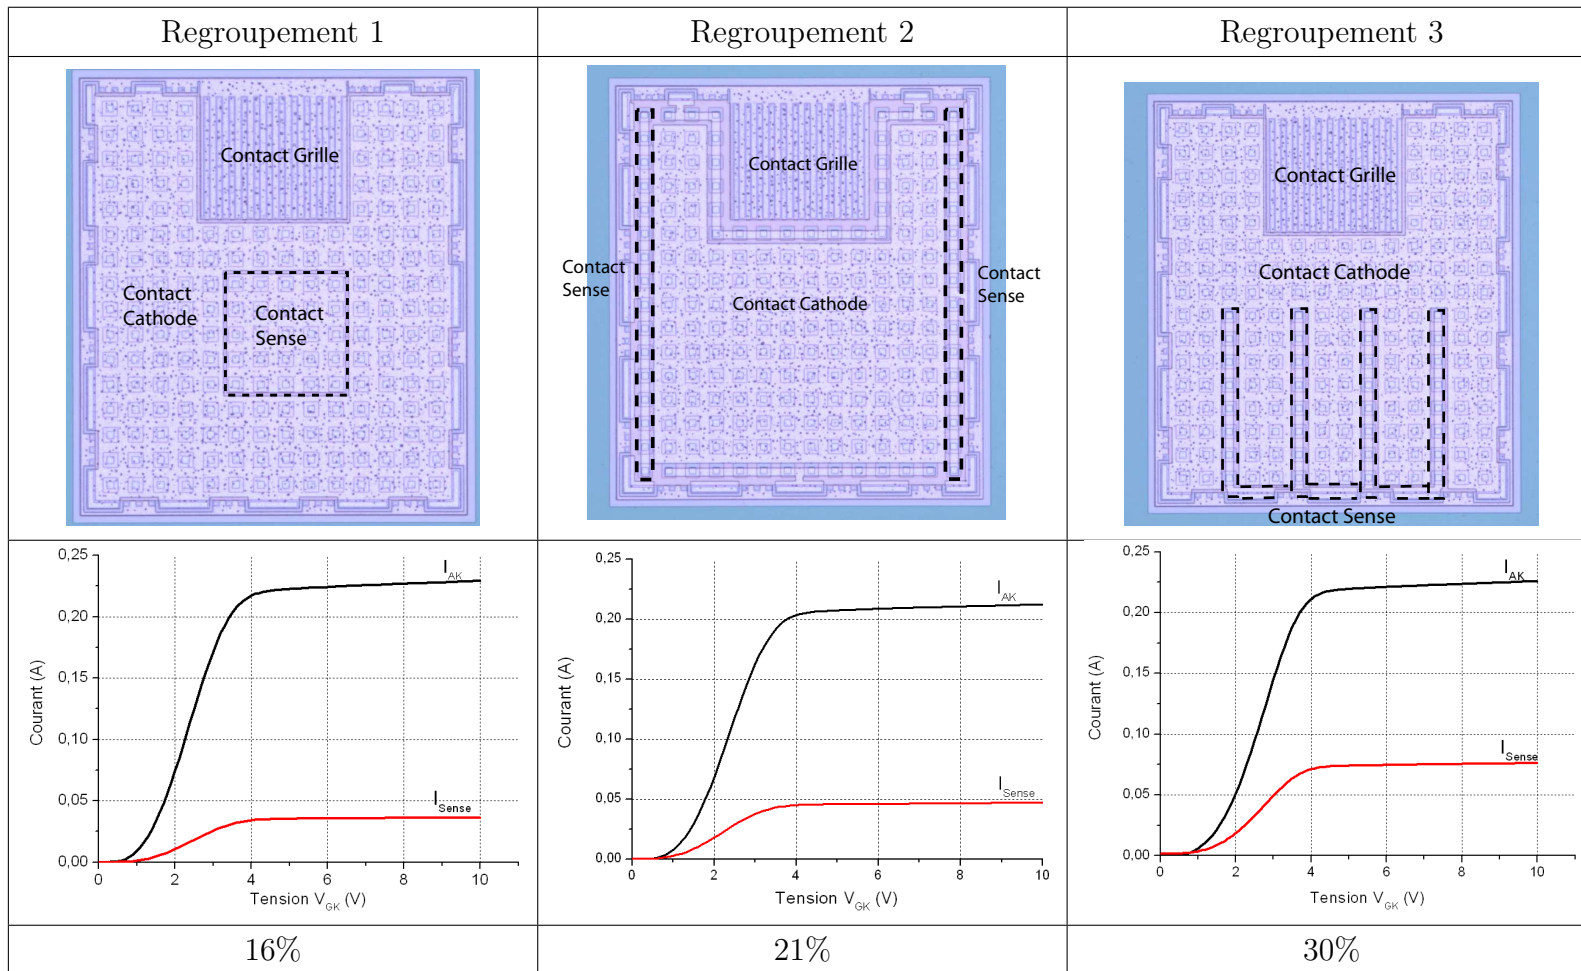 Regroupement 1
Regroupement 2
Regroupement 3
Contact Grille
Contact
Cathode
Contact
Sense
Contact Grille
Contact
Sense
Contact
Sense
Contact Cathode
Contact Grille
Contact Cathode
Contact Sense
0,25
0,20
0,15
0,10
0,05
0,00
Courant (A)
I_AK
I_Sense
0 2 4 6 8 10
Tension V_GK (V)
0,25
0,20
0,15
0,10
0,05
0,00
Courant (A)
I_AK
I_Sense
0 2 4 6 8 10
Tension V_GK (V)
0,25
0,20
0,15
0,10
0,05
0,00
Courant (A)
I_AK
I_Sense
0 2 4 6 8 10
Tension V_GK (V)
16%
21%
30%